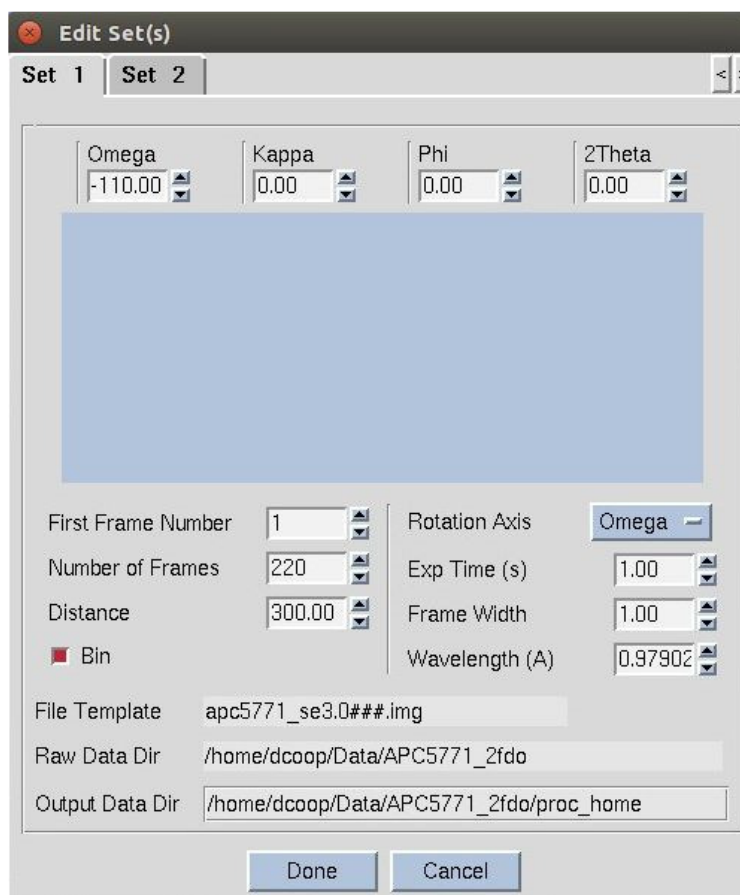 Edit Set(s)
Set 1 Set 2 <
Omega Kappa Phi 2Theta
-110.00 0.00 0.00 0.00
First Frame Number 1 Rotation Axis Omega
Number of Frames 220 Exp Time (s) 1.00
Distance 300.00 Frame Width 1.00
Bin Wavelength (A) 0.97902
File Template apc5771_se3.0###.img
Raw Data Dir /home/dcoop/Data/APC5771_2fdo
Output Data Dir /home/dcoop/Data/APC5771_2fdo/proc_home
Done Cancel